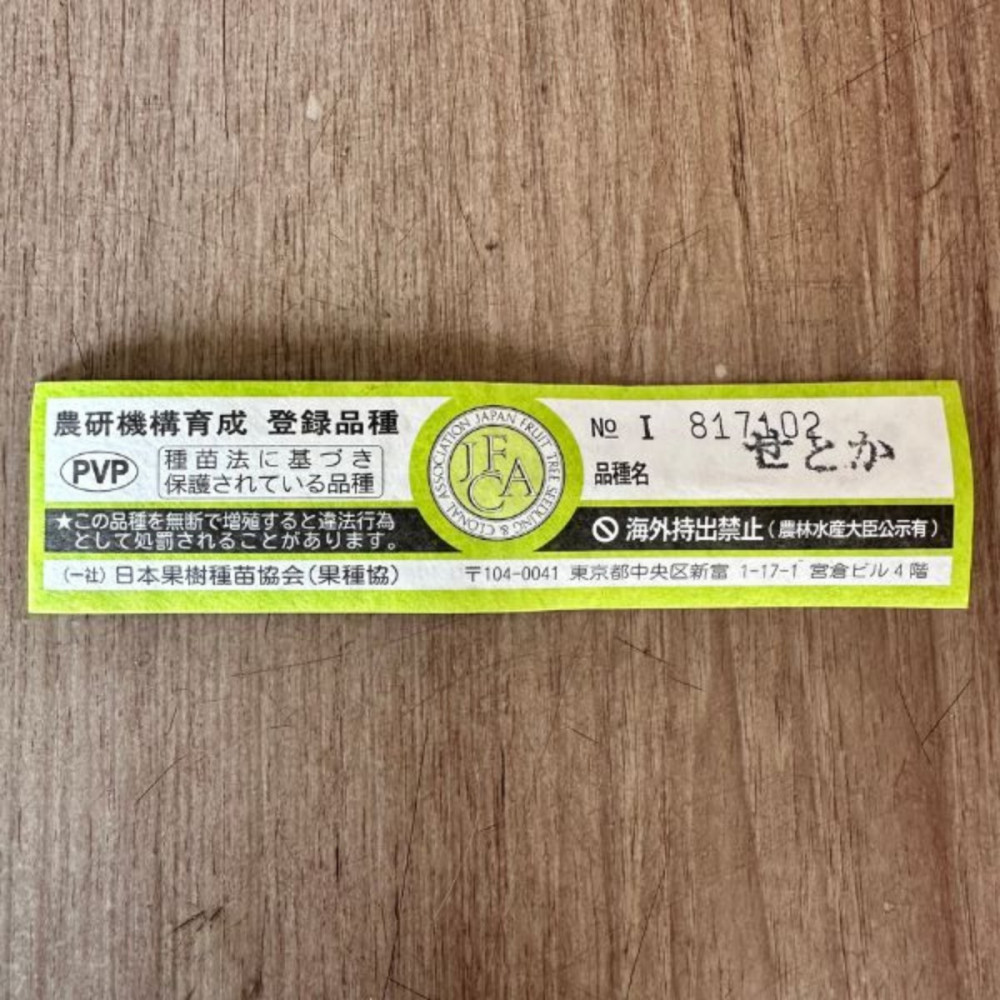 農研機構育成 登録品種
PVP
種苗法に基づき
保護されている品種
★この品種を無断で増殖すると違法行為
として処罰されることがあります。
JAPAN FRUIT TREE SEEDLING & CLONAL ASSOCIATION
JFCA
№ I 817102
品種名 せとか
海外持出禁止(農林水産大臣公示有)
(一社)日本果樹種苗協会(果種協)
〒104-0041 東京都中央区新富 1-17-1 宮倉ビル4階